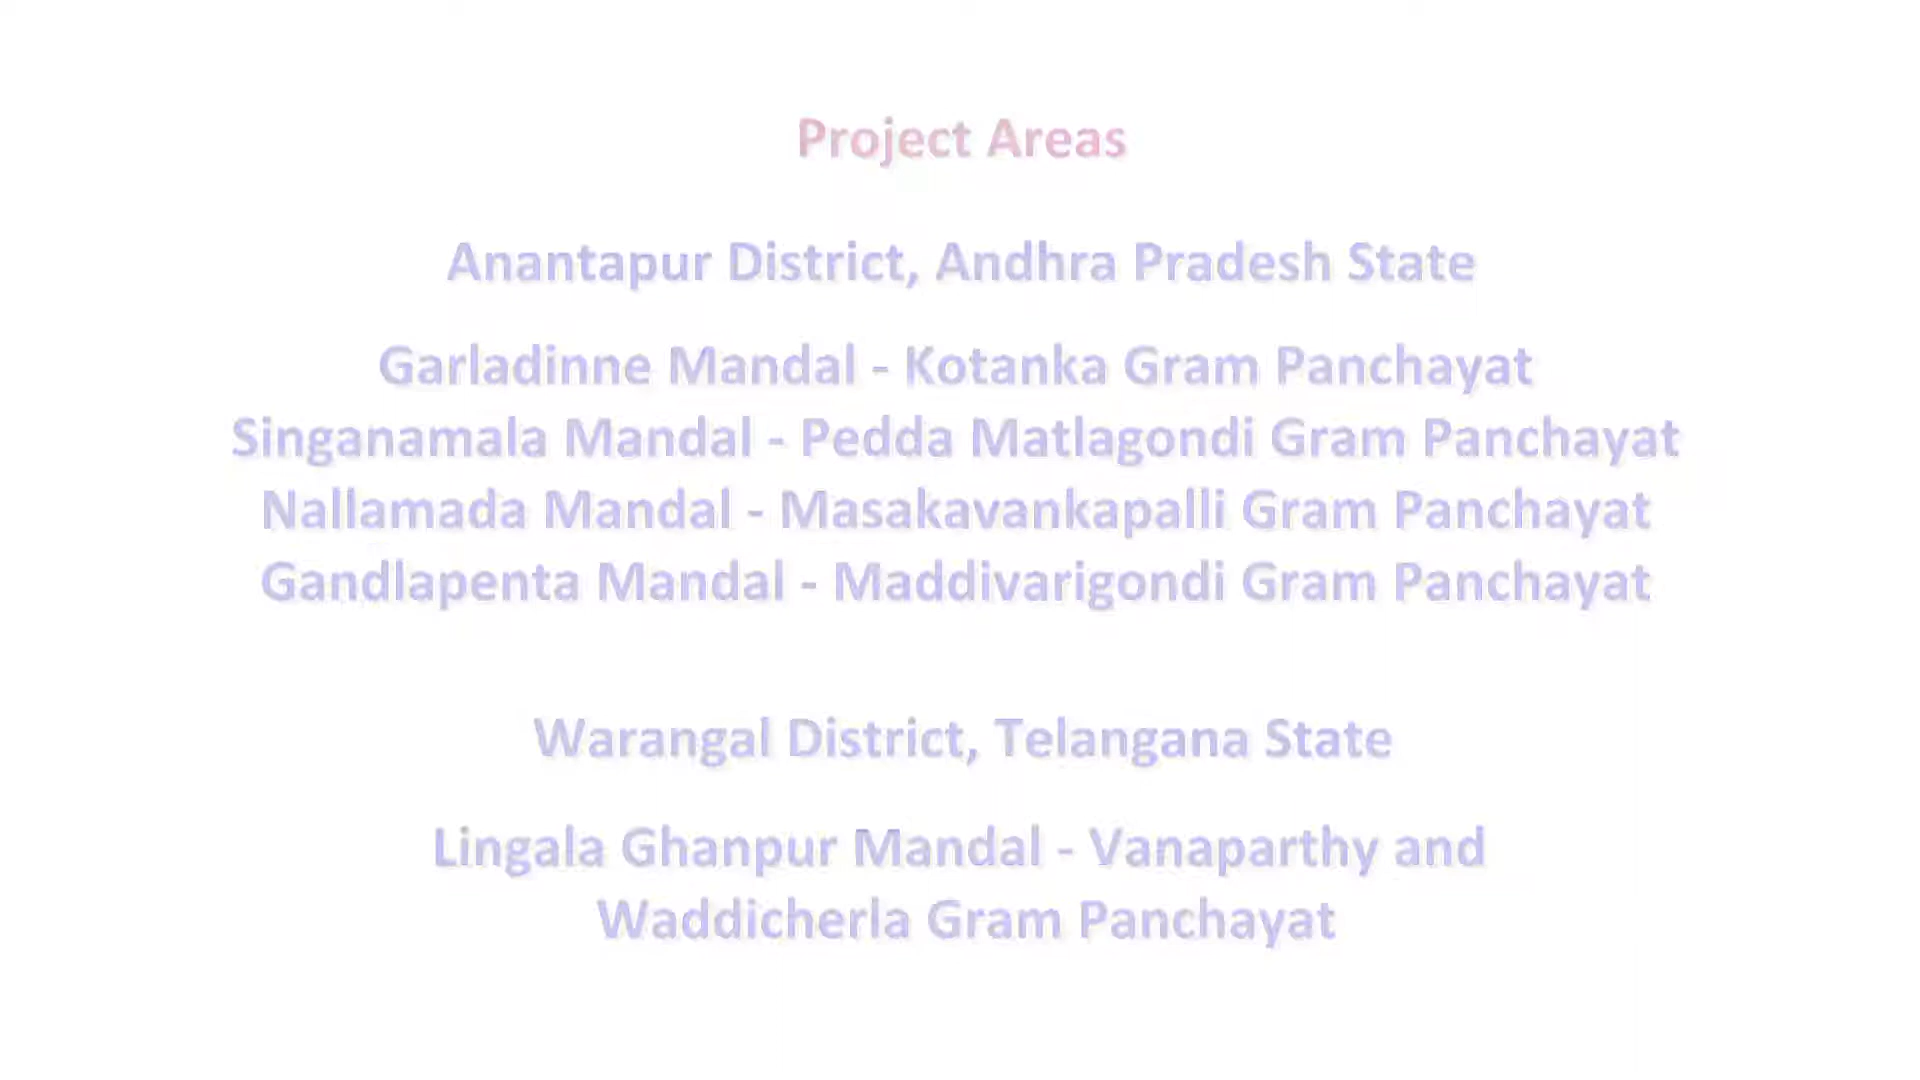 Project Areas
Anantapur District, Andhra Pradesh State
Garladinne Mandal - Kotanka Gram Panchayat
Singanamala Mandal - Pedda Matlagondi Gram Panchayat
Nallamada Mandal - Masakavankapalli Gram Panchayat
Gandlapenta Mandal - Maddivarigondi Gram Panchayat
Warangal District, Telangana State
Lingala Ghanpur Mandal - Vanaparthy and
Waddicherla Gram Panchayat